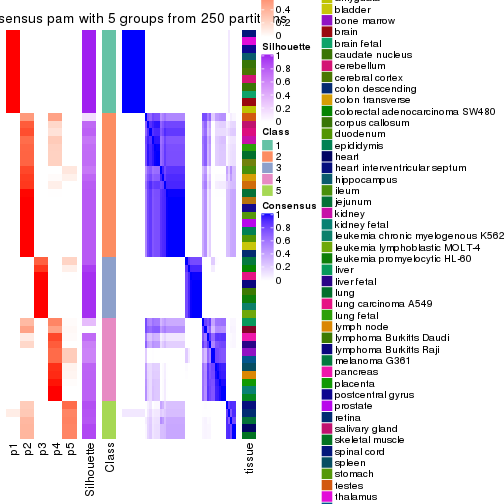 sensus pam with 5 groups from 250 partitions
p1
p2
p3
p4
p5
Silhouette
Class
tissue
0.4
0.2
0
Silhouette
1
0.8
0.6
0.4
0.2
0
Class
1
2
3
4
5
Consensus
1
0.8
0.6
0.4
0.2
0
bladder
bone marrow
brain
brain fetal
caudate nucleus
cerebellum
cerebral cortex
colon descending
colon transverse
colorectal adenocarcinoma SW480
corpus callosum
duodenum
epididymis
heart
heart interventricular septum
hippocampus
ileum
jejunum
kidney
kidney fetal
leukemia chronic myelogenous K562
leukemia lymphoblastic MOLT-4
leukemia promyelocytic HL-60
liver
liver fetal
lung
lung carcinoma A549
lung fetal
lymph node
lymphoma Burkitts Daudi
lymphoma Burkitts Raji
melanoma G361
pancreas
placenta
postcentral gyrus
prostate
retina
salivary gland
skeletal muscle
spinal cord
spleen
stomach
testes
thalamus